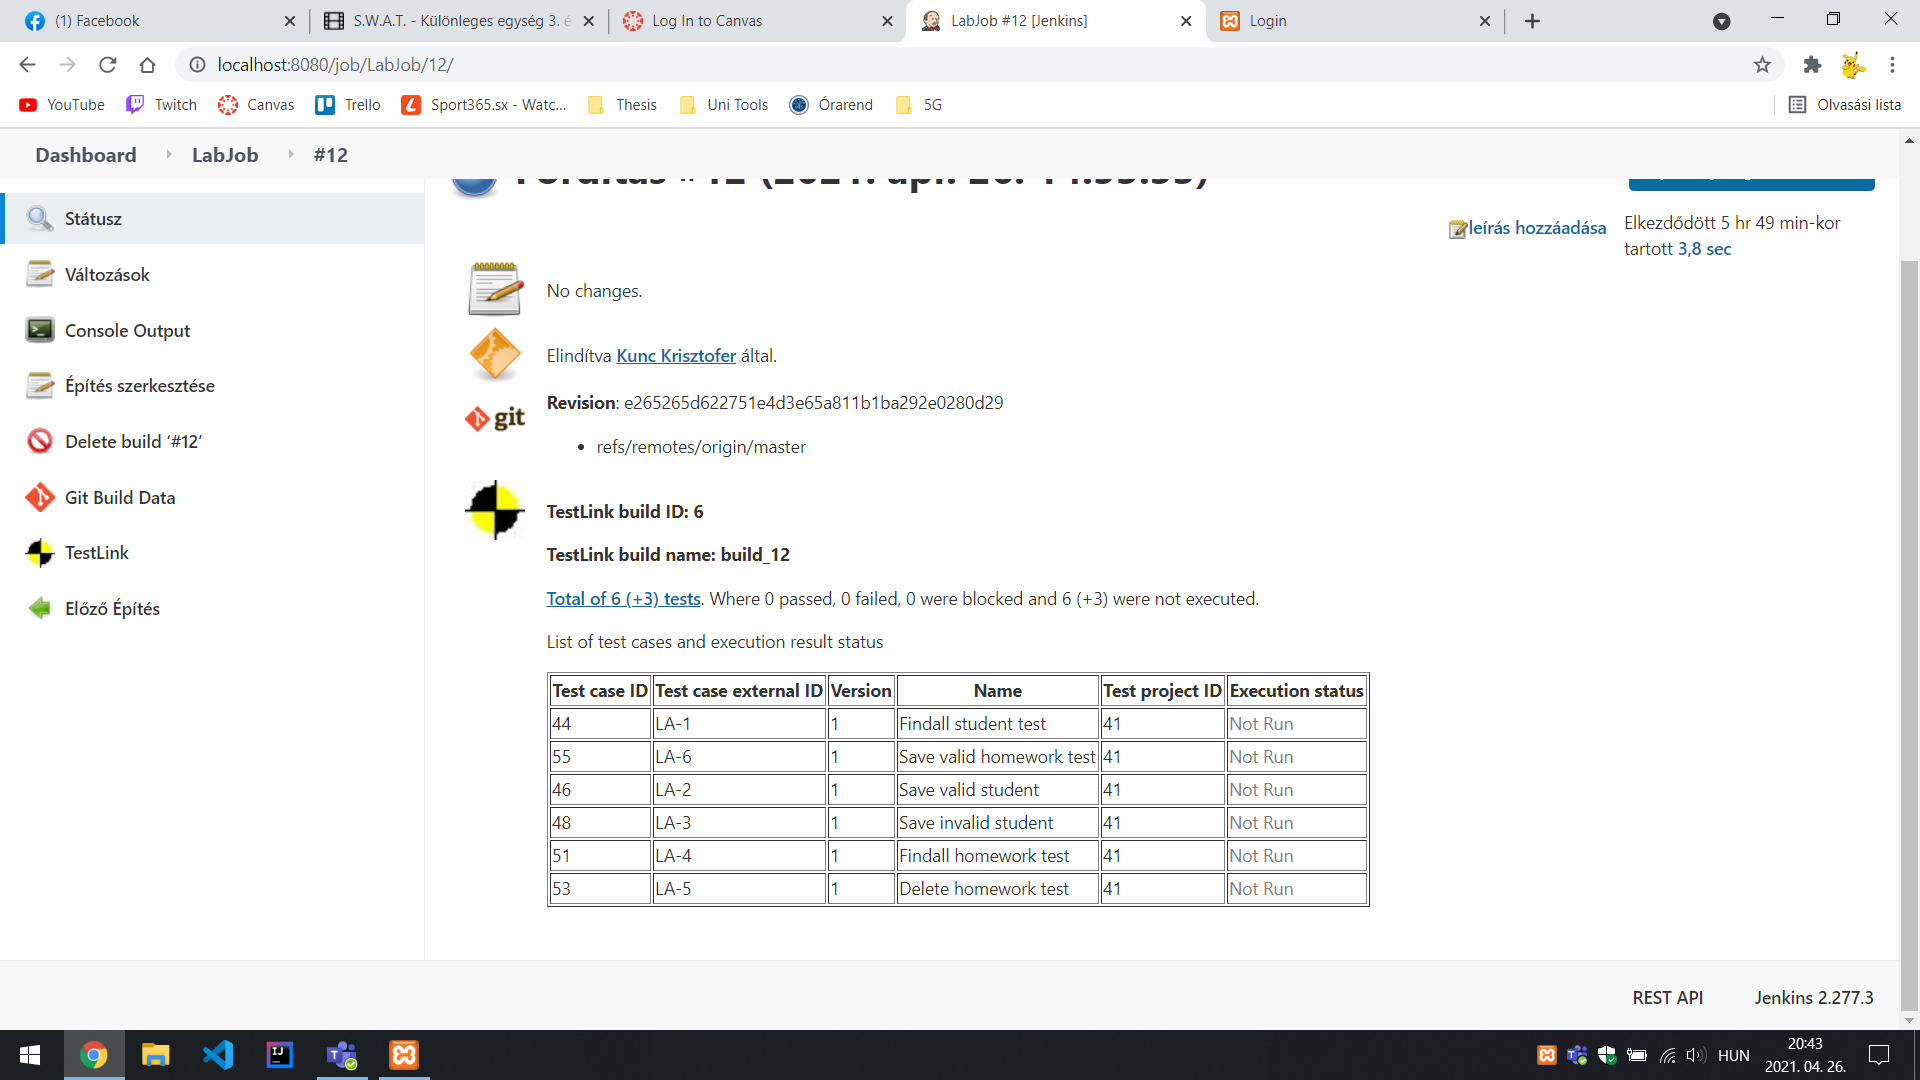 (1) Facebook
S.W.A.T. - Különleges egység 3. é
Log In to Canvas
LabJob #12 [Jenkins]
Login
localhost:8080/job/LabJob/12/
YouTube
Twitch
Canvas
Trello
Sport365.sx - Watc...
Thesis
Uni Tools
Órarend
5G
Olvasási lista
Dashboard
LabJob
#12
Státusz
Változások
Console Output
Építés szerkesztése
Delete build ‘#12’
Git Build Data
TestLink
Előző Építés
leírás hozzáadása
Elkezdődött 5 hr 49 min-kor
tartott 3,8 sec
No changes.
Elindítva Kunc Krisztofer által.
git
Revision: e265265d622751e4d3e65a811b1ba292e0280d29
• refs/remotes/origin/master
TestLink build ID: 6
TestLink build name: build_12
Total of 6 (+3) tests. Where 0 passed, 0 failed, 0 were blocked and 6 (+3) were not executed.
List of test cases and execution result status
Test case ID Test case external ID Version Name Test project ID Execution status
44 LA-1 1 Findall student test 41 Not Run
55 LA-6 1 Save valid homework test 41 Not Run
46 LA-2 1 Save valid student 41 Not Run
48 LA-3 1 Save invalid student 41 Not Run
51 LA-4 1 Findall homework test 41 Not Run
53 LA-5 1 Delete homework test 41 Not Run
REST API
Jenkins 2.277.3
HUN
20:43
2021. 04. 26.